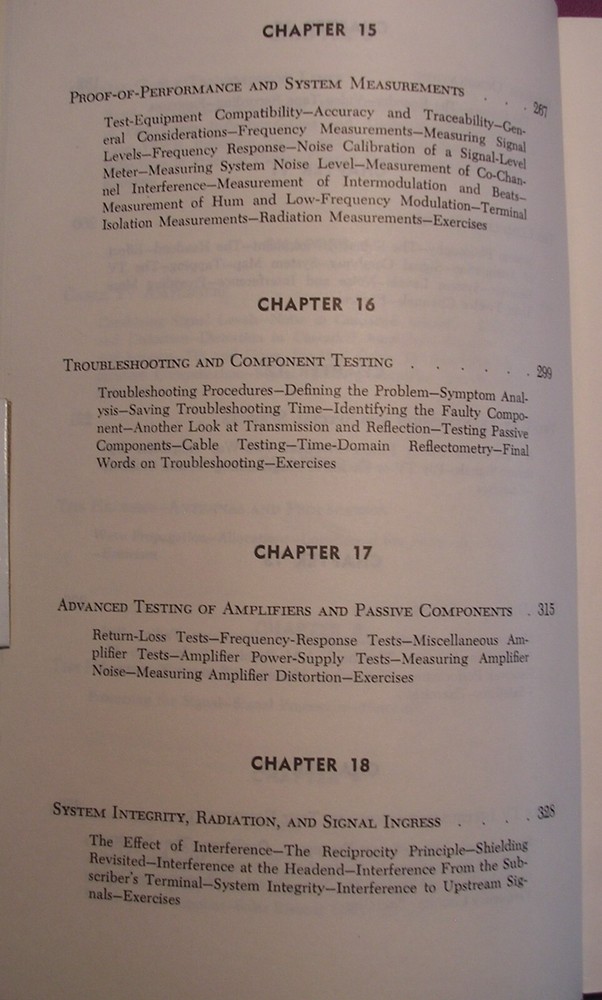 CHAPTER 15
PROOF-OF-PERFORMANCE AND SYSTEM MEASUREMENTS . . . 267
Test-Equipment Compatibility—Accuracy and Traceability—Gen-
eral Considerations—Frequency Measurements—Measuring Signal
Levels—Frequency Response—Noise Calibration of a Signal-Level
Meter—Measuring System Noise Level—Measurement of Co-Chan-
nel Interference—Measurement of Intermodulation and Beats—
Measurement of Hum and Low-Frequency Modulation—Terminal
Isolation Measurements—Radiation Measurements—Exercises
CHAPTER 16
TROUBLESHOOTING AND COMPONENT TESTING . . . . . . 299
Troubleshooting Procedures—Defining the Problem—Symptom Anal-
ysis—Saving Troubleshooting Time—Identifying the Faulty Compo-
nent—Another Look at Transmission and Reflection—Testing Passive
Components—Cable Testing—Time-Domain Reflectometry—Final
Words on Troubleshooting—Exercises
CHAPTER 17
ADVANCED TESTING OF AMPLIFIERS AND PASSIVE COMPONENTS . 315
Return-Loss Tests—Frequency-Response Tests—Miscellaneous Am-
plifier Tests—Amplifier Power-Supply Tests—Measuring Amplifier
Noise—Measuring Amplifier Distortion—Exercises
CHAPTER 18
SYSTEM INTEGRITY, RADIATION, AND SIGNAL INGRESS . . . . 328
The Effect of Interference—The Reciprocity Principle—Shielding
Revisited—Interference at the Headend—Interference From the Sub-
scriber's Terminal—System Integrity—Interference to Upstream Sig-
nals—Exercises